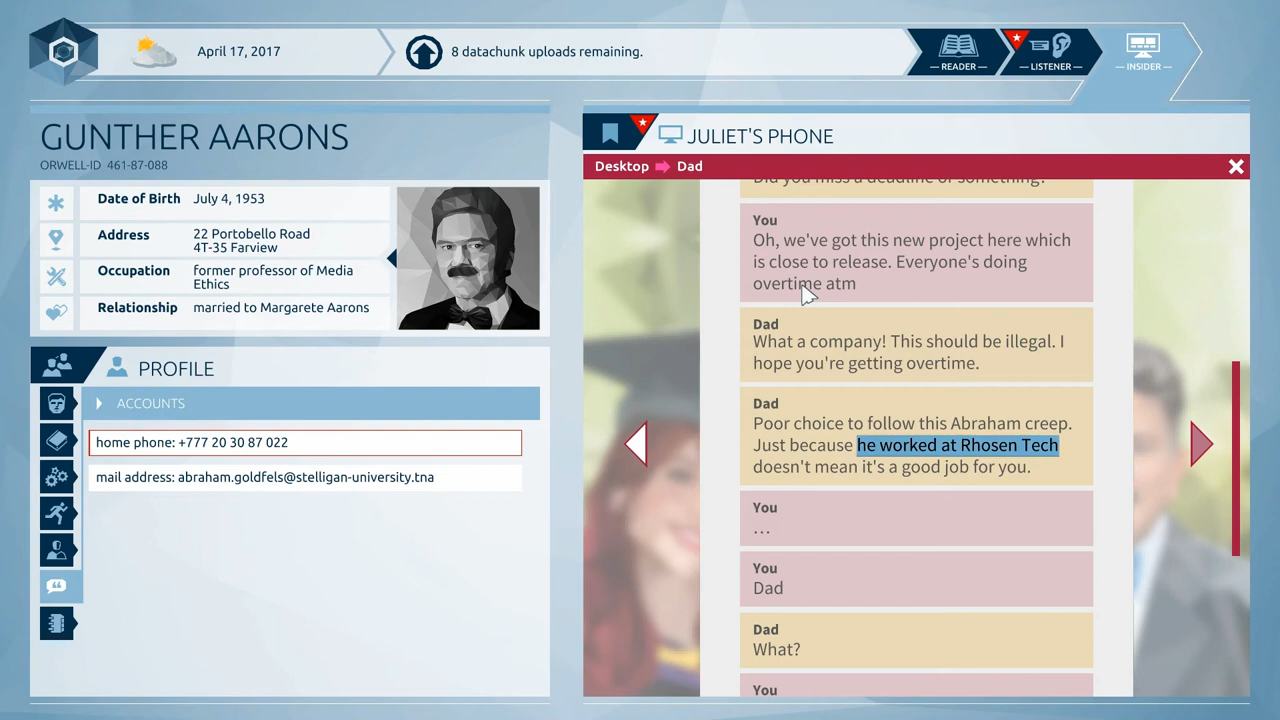 April 17, 2017
8 datachunk uploads remaining.
— READER —
— LISTENER —
— INSIDER —
GUNTHER AARONS
ORWELL-ID 461-87-088
Date of Birth July 4, 1953
Address 22 Portobello Road
4T-35 Farview
Occupation former professor of Media
Ethics
Relationship married to Margarete Aarons
PROFILE
ACCOUNTS
home phone: +777 20 30 87 022
mail address: abraham.goldfels@stelligan-university.tna
JULIET'S PHONE
Desktop Dad
Did you miss a deadline or something?
You
Oh, we've got this new project here which
is close to release. Everyone's doing
overtime atm
Dad
What a company! This should be illegal. I
hope you're getting overtime.
Dad
Poor choice to follow this Abraham creep.
Just because he worked at Rhosen Tech
doesn't mean it's a good job for you.
You
...
You
Dad
Dad
What?
You